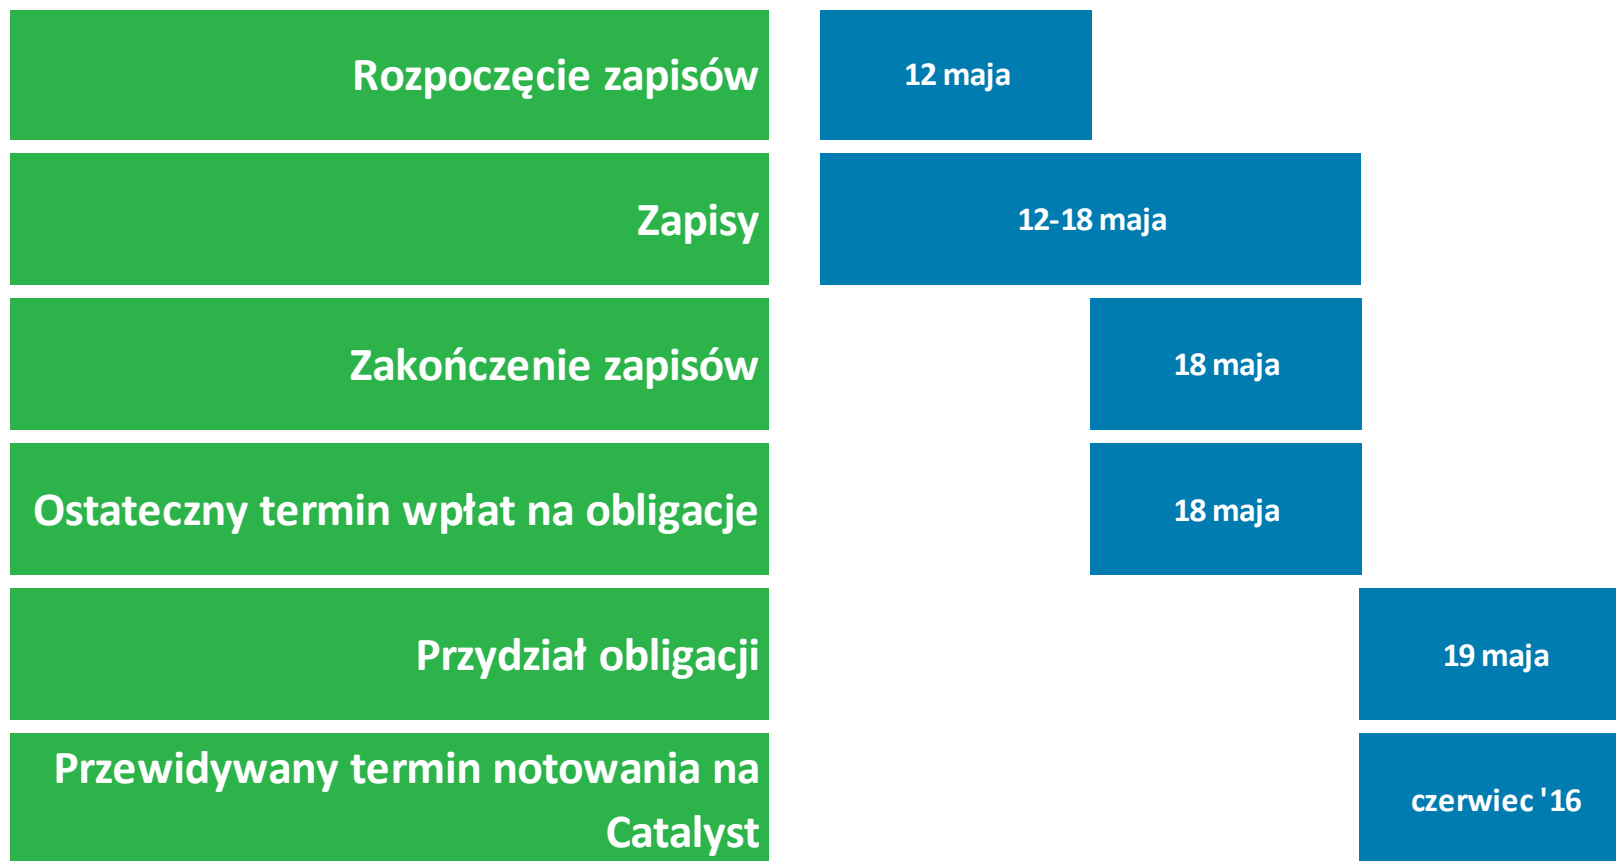 Rozpoczęcie zapisów
12 maja
Zapisy
12-18 maja
Zakończenie zapisów
18 maja
Ostateczny termin wpłat na obligacje
18 maja
Przydział obligacji
19 maja
Przewidywany termin notowania na
Catalyst
czerwiec '16